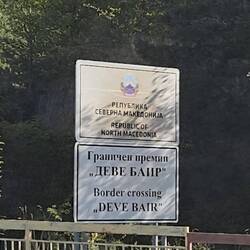 РЕПУБЛИКА
СЕВЕРНА МАКЕДОНИЈА
REPUBLIC OF
NORTH MACEDONIA
Граничен премин
„ДЕВЕ БАИР"
Border crossing
„DEVE BAIR"